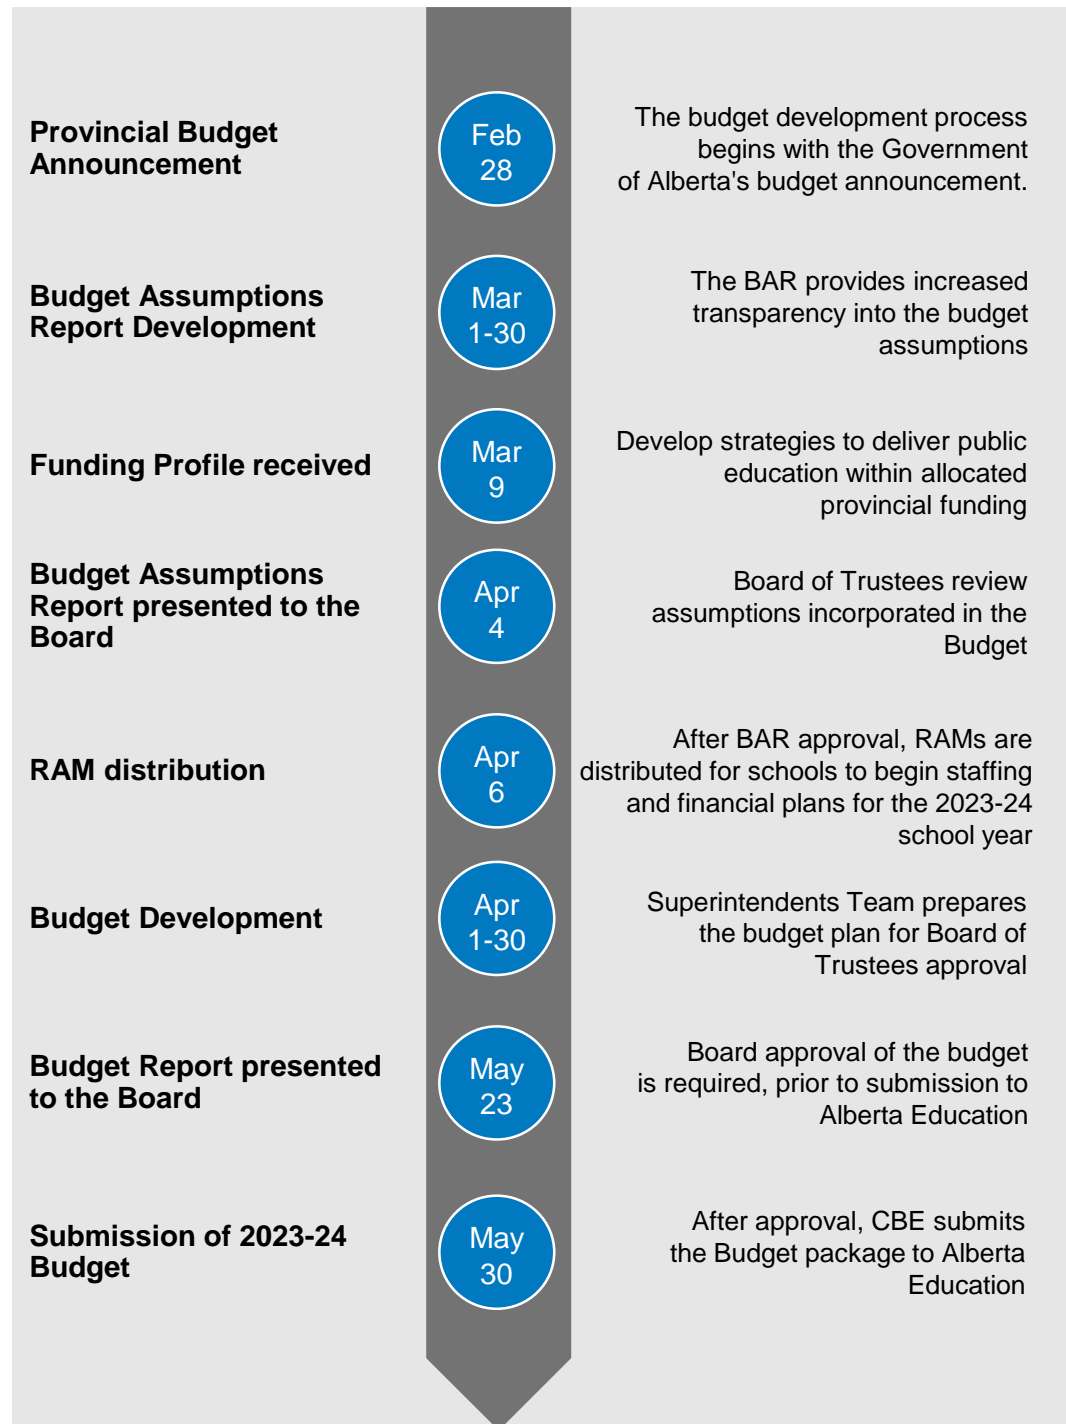 Provincial Budget
Announcement
Feb
28
The budget development process
begins with the Government
of Alberta's budget announcement.
Budget Assumptions
Report Development
Mar
1-30
The BAR provides increased
transparency into the budget
assumptions
Funding Profile received
Mar
9
Develop strategies to deliver public
education within allocated
provincial funding
Budget Assumptions
Report presented to the
Board
Apr
4
Board of Trustees review
assumptions incorporated in the
Budget
RAM distribution
Apr
6
After BAR approval, RAMs are
distributed for schools to begin staffing
and financial plans for the 2023-24
school year
Budget Development
Apr
1-30
Superintendents Team prepares
the budget plan for Board of
Trustees approval
Budget Report presented
to the Board
May
23
Board approval of the budget
is required, prior to submission to
Alberta Education
Submission of 2023-24
Budget
May
30
After approval, CBE submits
the Budget package to Alberta
Education